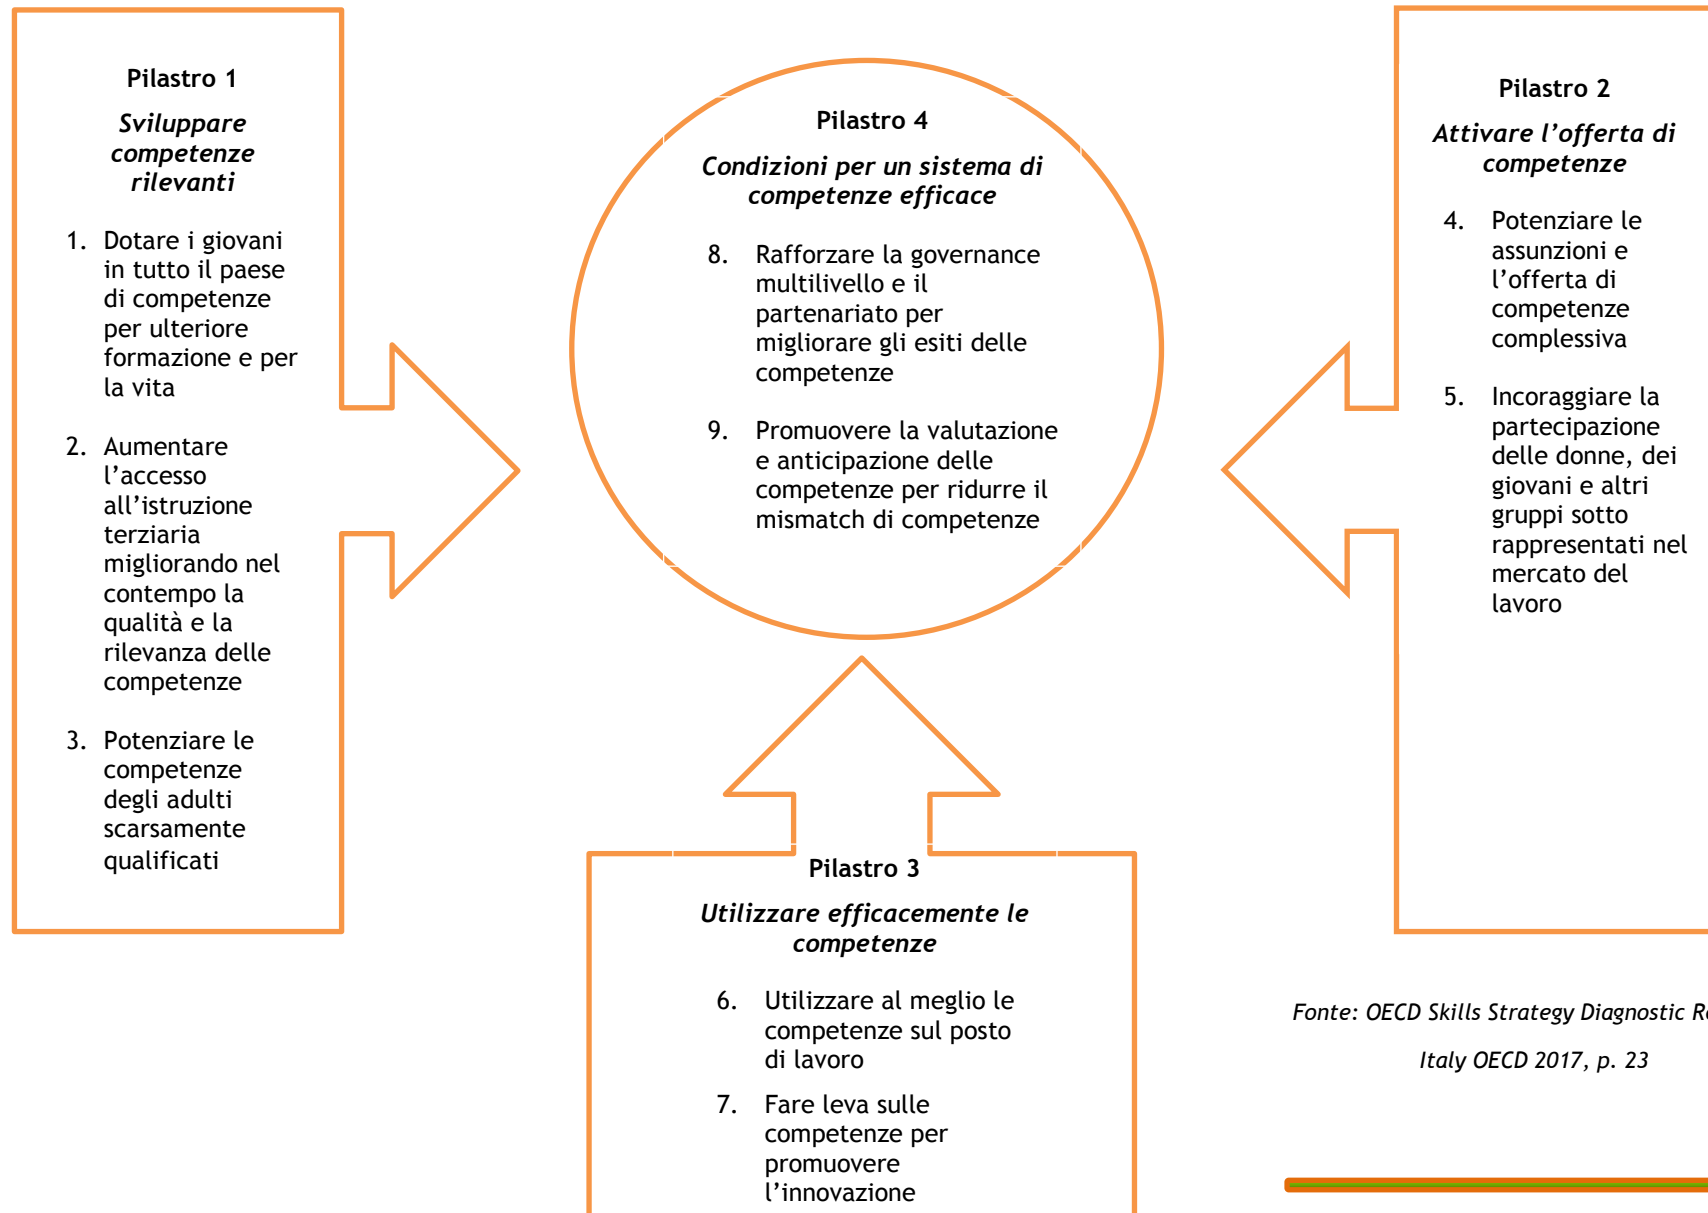 Pilastro 1
Sviluppare
competenze
rilevanti
1. Dotare i giovani
in tutto il paese
di competenze
per ulteriore
formazione e per
la vita
2. Aumentare
l’accesso
all’istruzione
terziaria
migliorando nel
contempo la
qualità e la
rilevanza delle
competenze
3. Potenziare le
competenze
degli adulti
scarsamente
qualificati
Pilastro 4
Condizioni per un sistema di
competenze efficace
8. Rafforzare la governance
multilivello e il
partenariato per
migliorare gli esiti delle
competenze
9. Promuovere la valutazione
e anticipazione delle
competenze per ridurre il
mismatch di competenze
Pilastro 2
Attivare l’offerta di
competenze
4. Potenziare le
assunzioni e
l’offerta di
competenze
complessiva
5. Incoraggiare la
partecipazione
delle donne, dei
giovani e altri
gruppi sotto
rappresentati nel
mercato del
lavoro
Pilastro 3
Utilizzare efficacemente le
competenze
6. Utilizzare al meglio le
competenze sul posto
di lavoro
7. Fare leva sulle
competenze per
promuovere
l’innovazione
Fonte: OECD Skills Strategy Diagnostic
Italy OECD 2017, p. 23